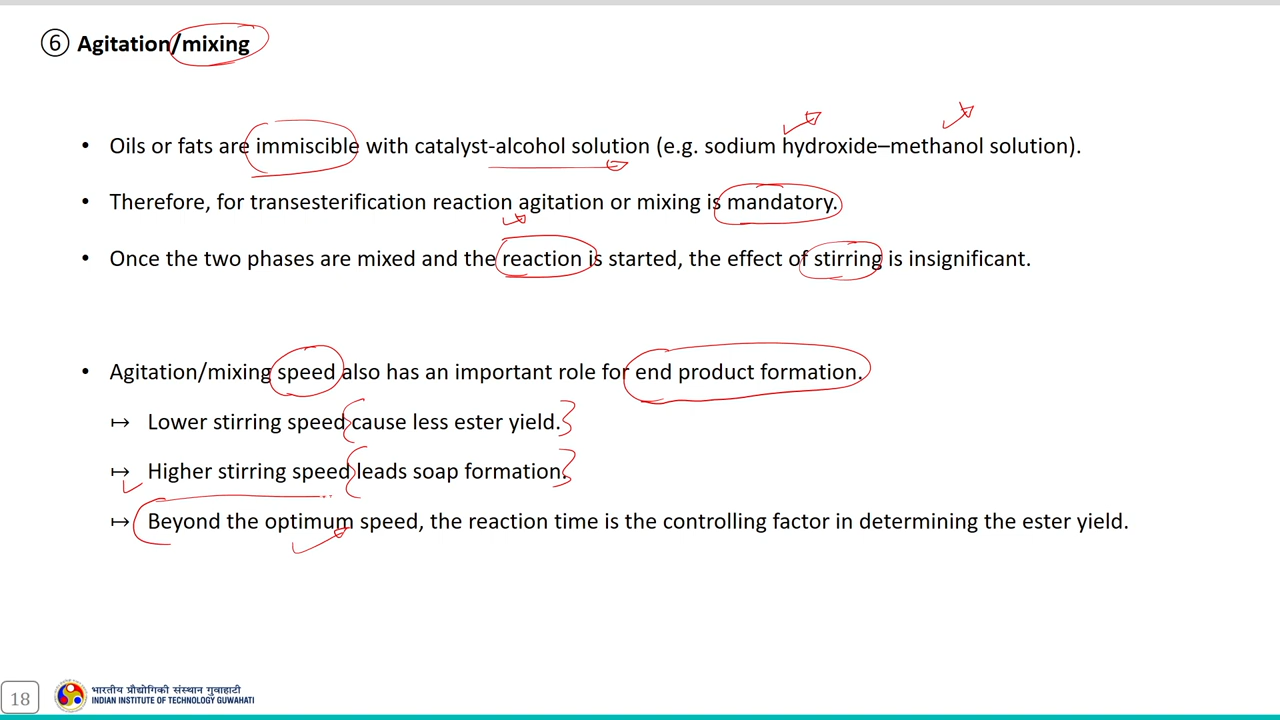 ⑥ Agitation/mixing
• Oils or fats are immiscible with catalyst-alcohol solution (e.g. sodium hydroxide–methanol solution).
• Therefore, for transesterification reaction agitation or mixing is mandatory.
• Once the two phases are mixed and the reaction is started, the effect of stirring is insignificant.
• Agitation/mixing speed also has an important role for end product formation.
↦ Lower stirring speed cause less ester yield.
↦ Higher stirring speed leads soap formation.
↦ Beyond the optimum speed, the reaction time is the controlling factor in determining the ester yield.
18
भारतीय प्रौद्योगिकी संस्थान गुवाहाटी
INDIAN INSTITUTE OF TECHNOLOGY GUWAHATI